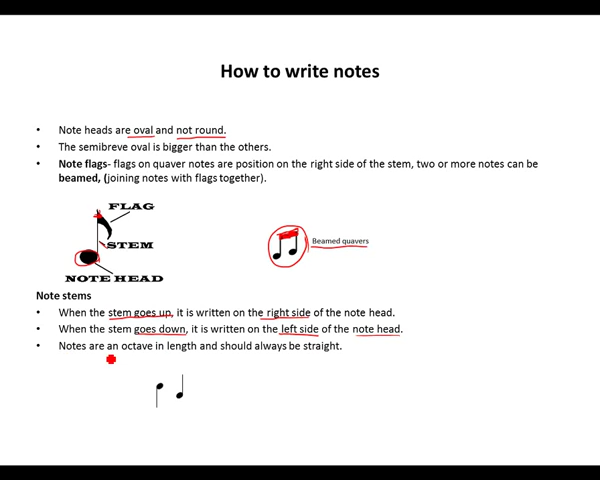 How to write notes
• Note heads are oval and not round.
• The semibreve oval is bigger than the others.
• Note flags- flags on quaver notes are position on the right side of the stem, two or more notes can be
beamed, (joining notes with flags together).
FLAG
STEM
NOTE HEAD
Beamed quavers
Note stems
• When the stem goes up, it is written on the right side of the note head.
• When the stem goes down, it is written on the left side of the note head.
• Notes are an octave in length and should always be straight.